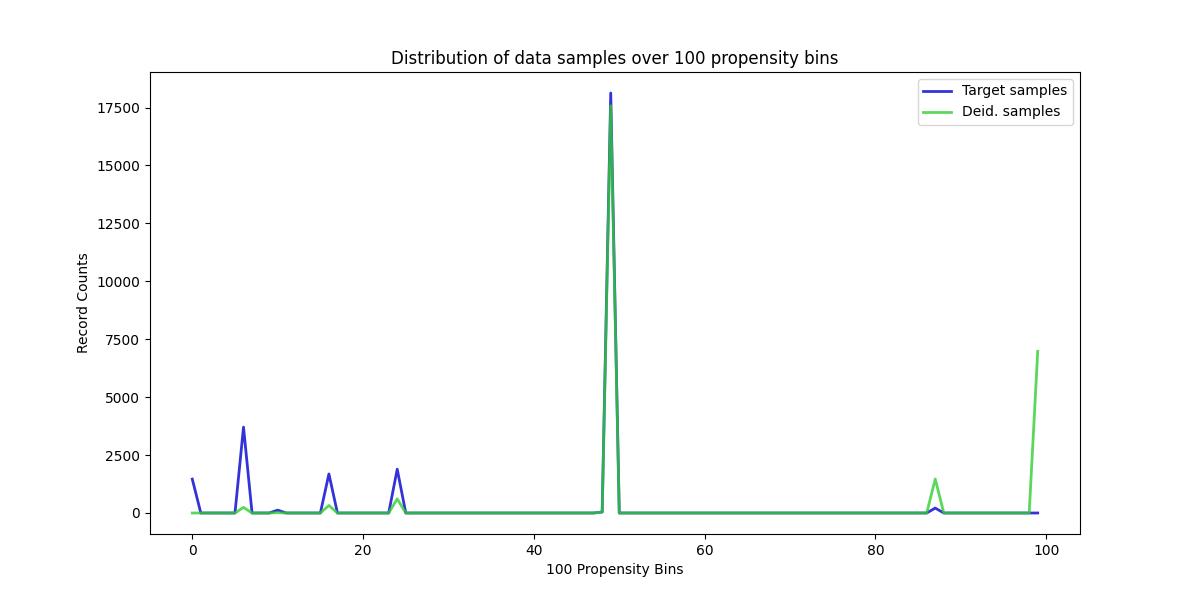 Distribution of data samples over 100 propensity bins
Target samples
Deid. samples
17500
15000
12500
10000
7500
5000
2500
0
Record Counts
0 20 40 60 80 100
100 Propensity Bins